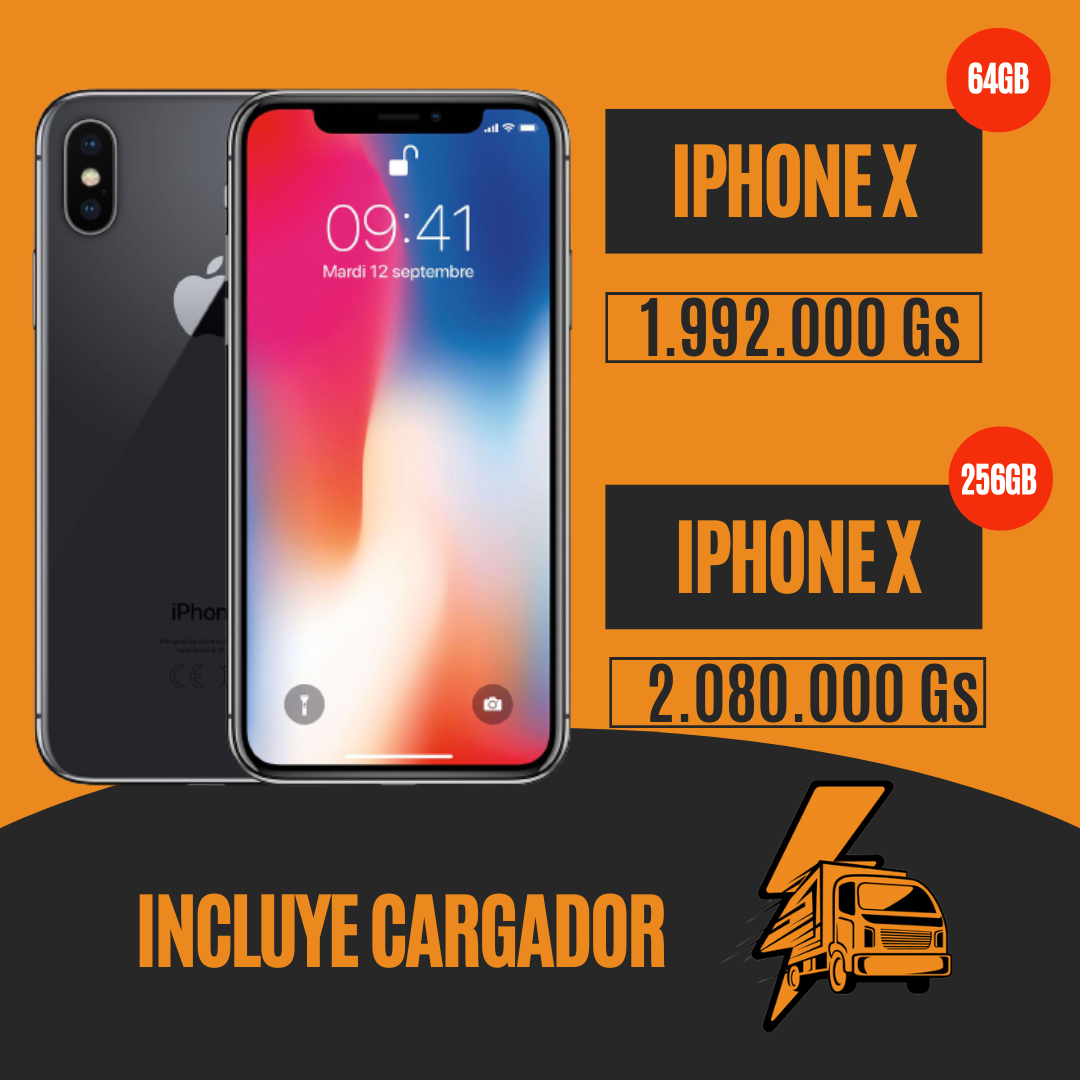 64GB
IPHONE X
1.992.000 Gs
256GB
IPHONE X
2.080.000 Gs
09:41
Mardi 12 septembre
iPhon
INCLUYE CARGADOR